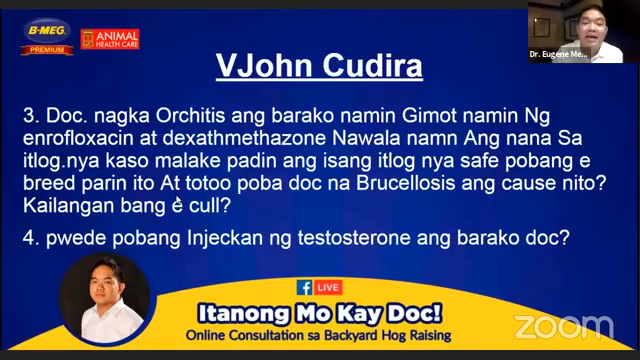 B-MEG
PREMIUM
ANIMAL
HEALTH CARE
Dr. Eugene Me...
VJohn Cudira
3. Doc. nagka Orchitis ang barako namin Gimot namin Ng
enrofloxacin at dexathmethazone Nawala namn Ang nana Sa
itlog.nya kaso malake padin ang isang itlog nya safe pobang e
breed parin ito At totoo poba doc na Brucellosis ang cause nito?
Kailangan bang e cull?
4. pwede pobang Injeckan ng testosterone ang barako doc?
f LIVE
Itanong Mo Kay Doc!
Online Consultation sa Backyard Hog Raising
zoom